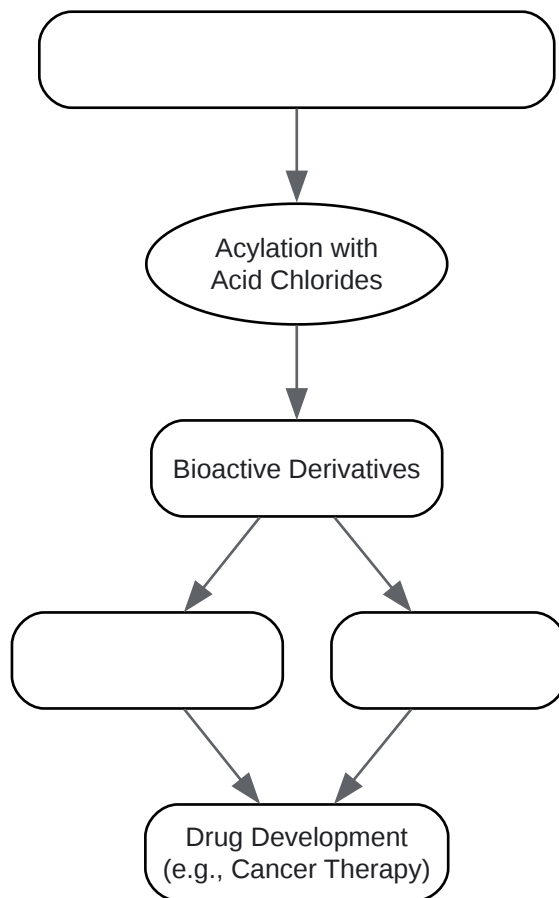 Acylation with
Acid Chlorides
Bioactive Derivatives
Drug Development
(e.g., Cancer Therapy)